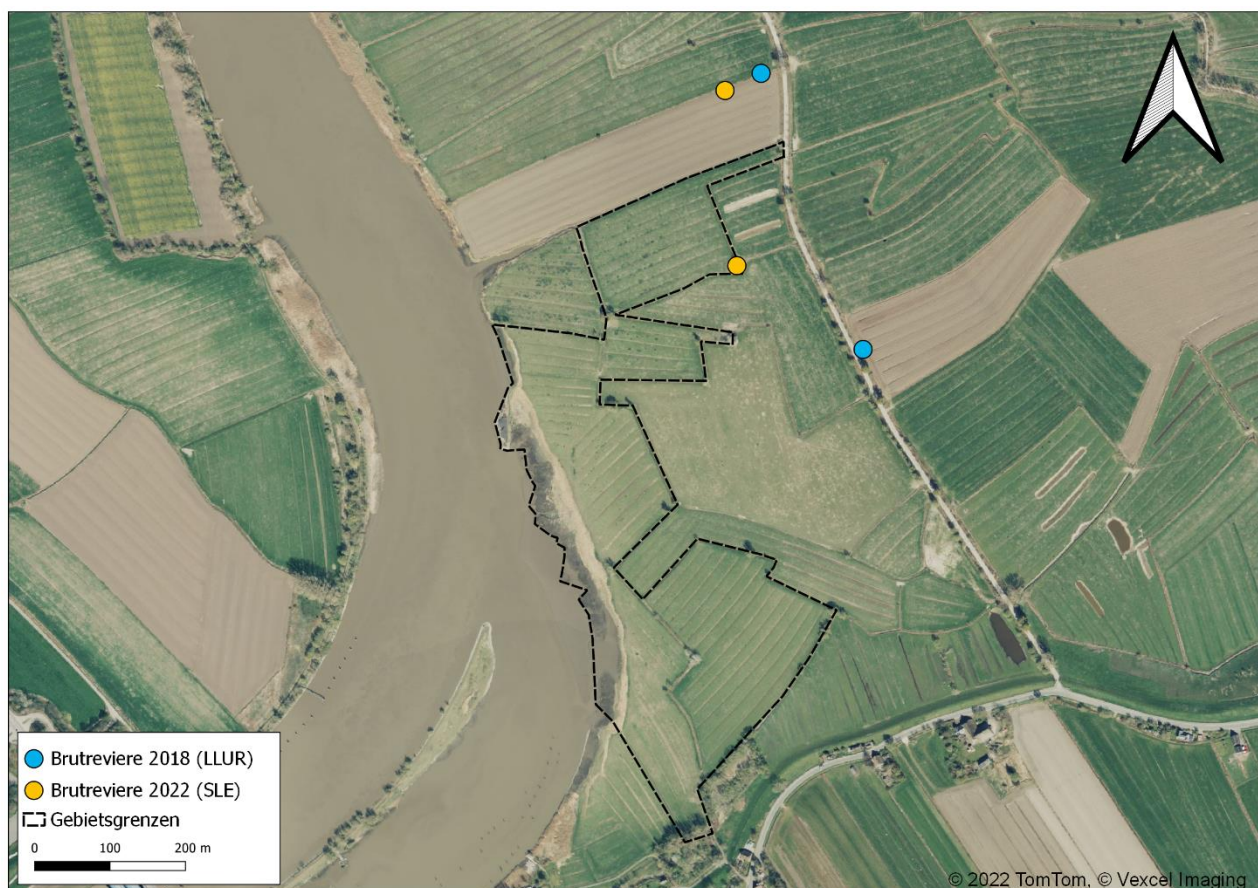 Brutreviere 2018 (LLUR)
Brutreviere 2022 (SLE)
Gebietsgrenzen
0 100 200 m
© 2022 TomTom, © Vexcel Imaging